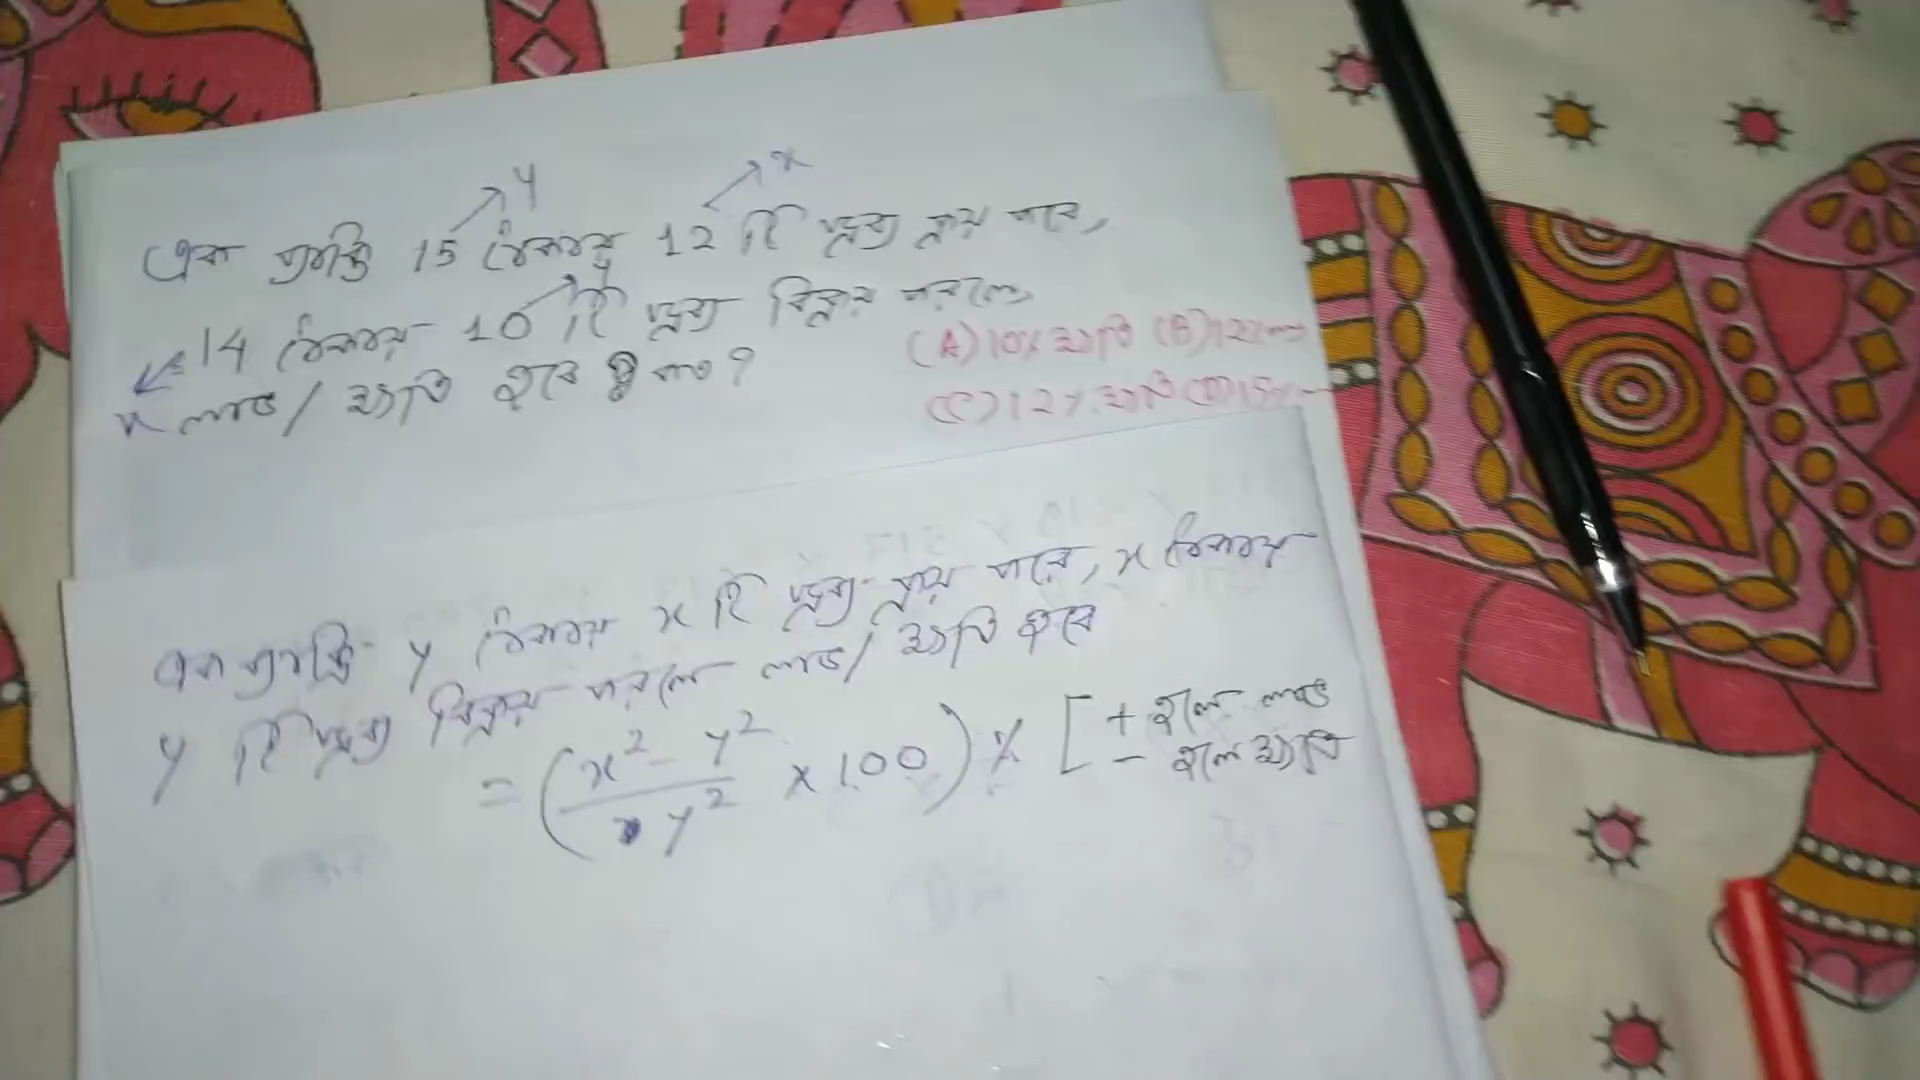 y x
এক ব্যক্তি 15 টাকায় 12 টি দ্রব্য ক্রয় করে,
y
14 টাকায় 10 টি দ্রব্য বিক্রয় করলে,
x লাভ/ ক্ষতি হবে কত?
(A) 10% ক্ষতি (B) 12%
(C) 12% ক্ষতি (D) 15%
এক ব্যক্তি y টাকায় x টি দ্রব্য ক্রয় করে, x টাকায়
y টি দ্রব্য বিক্রয় করলে লাভ/ ক্ষতি হবে
= (x² - y² / y² × 100) % [ + হলে লাভ
- হলে ক্ষতি